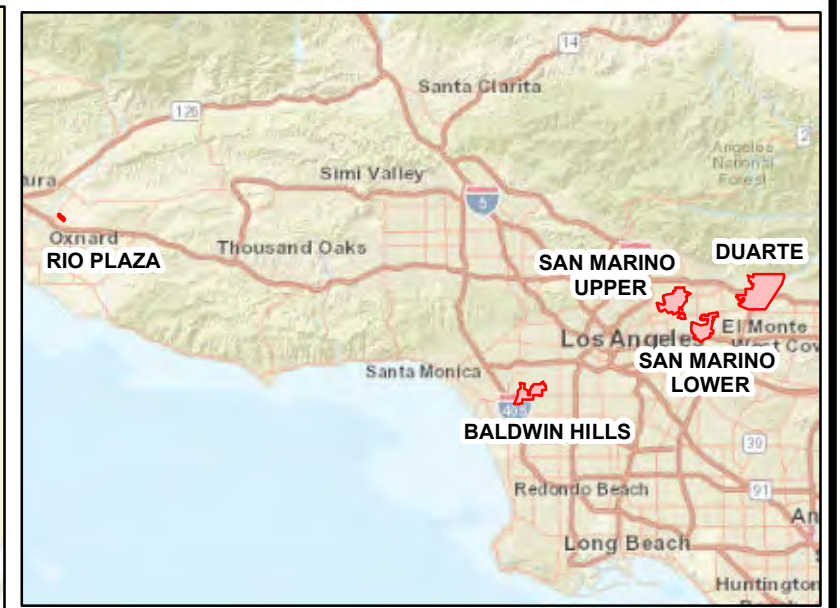 14
Santa Clarita
126
2
Angeles
National
Forest
ura
Simi Valley
5
Oxnard
RIO PLAZA
Thousand Oaks
SAN MARINO
UPPER
DUARTE
Los Angeles
El Monte
West Cov
SAN MARINO
LOWER
Santa Monica
405
BALDWIN HILLS
39
Redondo Beach
91
An
Long Beach
Huntington